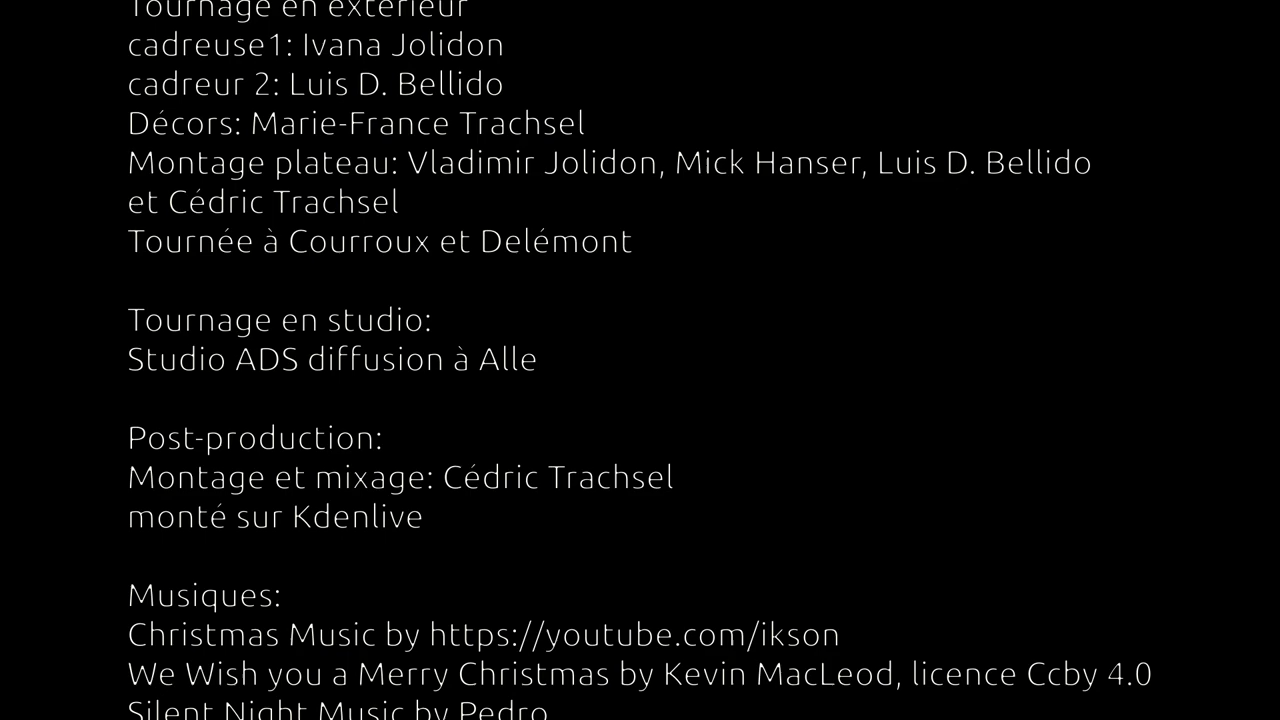 Tournage en extérieur
cadreuse1: Ivana Jolidon
cadreur 2: Luis D. Bellido
Décors: Marie-France Trachsel
Montage plateau: Vladimir Jolidon, Mick Hanser, Luis D. Bellido
et Cédric Trachsel
Tournée à Courroux et Delémont
Tournage en studio:
Studio ADS diffusion à Alle
Post-production:
Montage et mixage: Cédric Trachsel
monté sur Kdenlive
Musiques:
Christmas Music by https://youtube.com/ikson
We Wish you a Merry Christmas by Kevin MacLeod, licence Ccby 4.0
Silent Night Music by Pedro